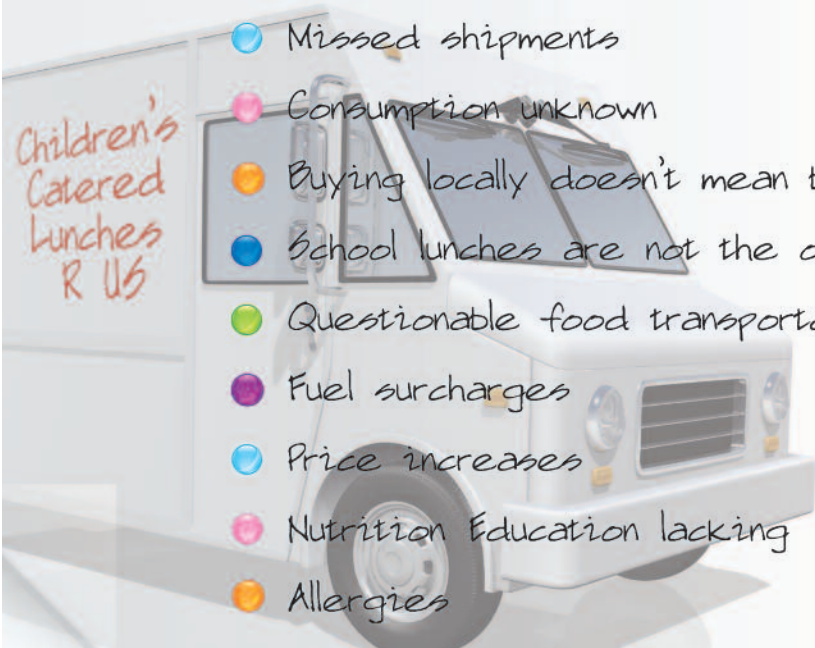 Children's
Catered
Lunches
R US
Missed shipments
Consumption unknown
Buying locally doesn't mean
School lunches are not the
Questionable food
Fuel surcharges
Price increases
Nutrition Education lacking
Allergies